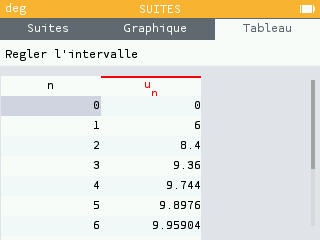 deg SUITES
Suites Graphique Tableau
Regler l'intervalle
n un
0 0
1 6
2 8.4
3 9.36
4 9.744
5 9.8976
6 9.95904